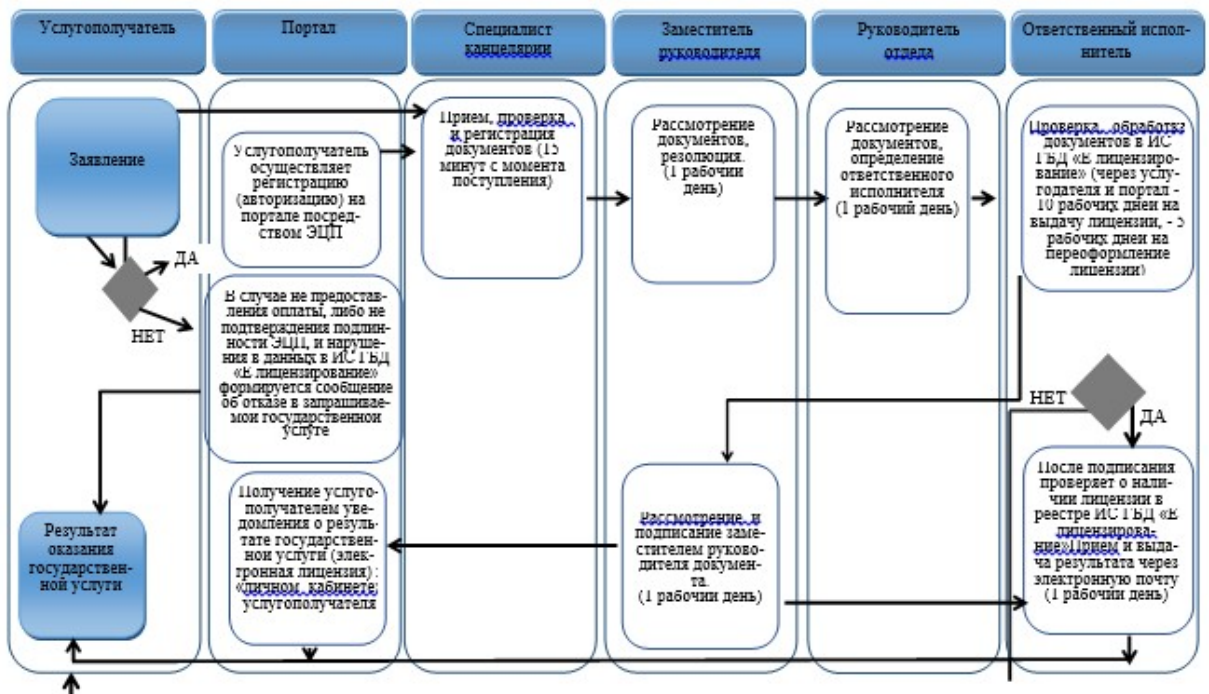 Услугополучатель
Портал
Специалист
канцелярии
Заместитель
руководителя
Руководитель
отдела
Ответственный испол-
нитель
Заявление
ДА
НЕТ
Результат
оказания
государствен-
ной услуги
Услугополучатель
осуществляет
регистрацию
(авторизацию) на
портале посред-
ством ЭЦП
В случае не предостав-
ления оплаты, либо не
подтверждения подлин-
ности ЭЦП, и наруше-
ния в данных в ИС ГБД
«Е лицензирование»
формируется сообщение
об отказе в запрашивае-
мой государственной
услуге
Получение услуго-
получателем уве-
домления о резуль-
тате государствен-
ной услуги (элек-
тронная лицензия) :
«личном кабинете:
услугополучателя
Прием, проверка
и регистрация
документов (15
минут с момента
поступления)
Рассмотрение
документов,
резолюция.
(1 рабочий
день)
Рассмотрение и
подписание заме-
стителем руково-
дителя докумен-
та.
(1 рабочий день)
Рассмотрение
документов,
определение
ответственного
исполнителя
(1 рабочий день)
Проверка обработка
документов в ИС
ГБД «Е лицензиро-
вание» (через услу-
годателя и портал -
10 рабочих дней на
выдачу лицензии, - 5
рабочих дней на
переоформление
лицензии)
НЕТ
ДА
После подписания
проверяет о нали-
чии лицензии в
реестре ИС ГБД «Е
лицензирова-
ние»Прием и выда-
ча результата через
электронную почту
(1 рабочий день)